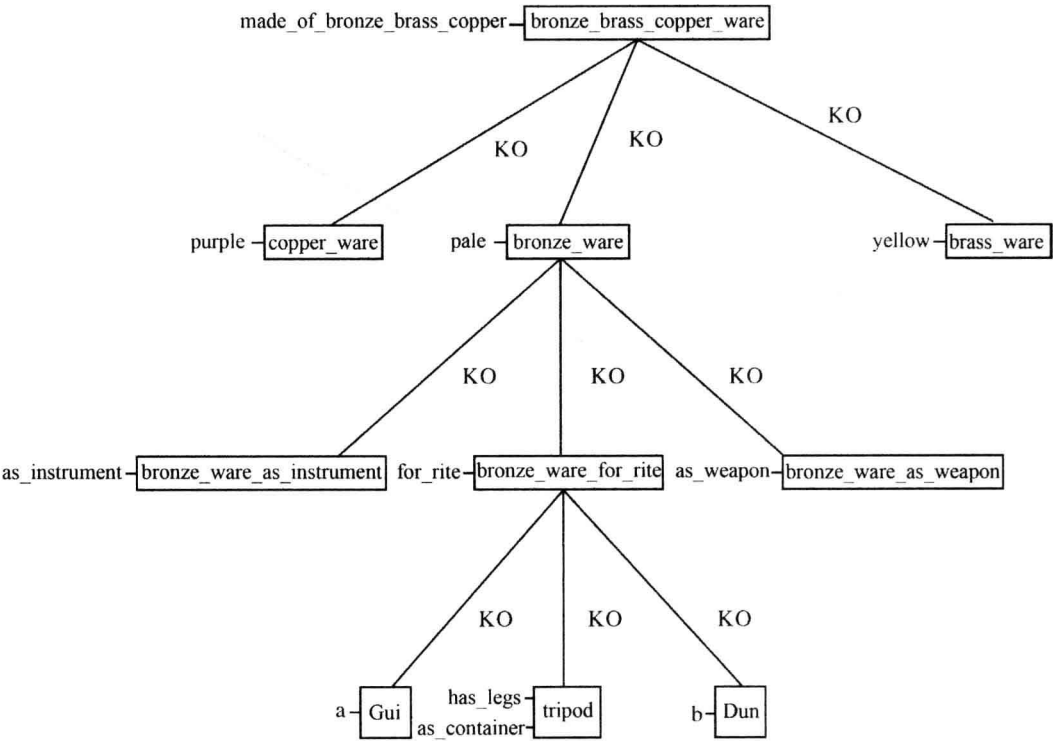 made_of_bronze_brass_copper bronze_brass_copper_ware
KO KO KO
purple copper_ware pale bronze_ware yellow brass_ware
KO KO KO
as_instrument bronze_ware_as_instrument for_rite bronze_ware_for_rite as_weapon bronze_ware_as_weapon
KO KO KO
has_legs
a Gui tripod b Dun
as_container